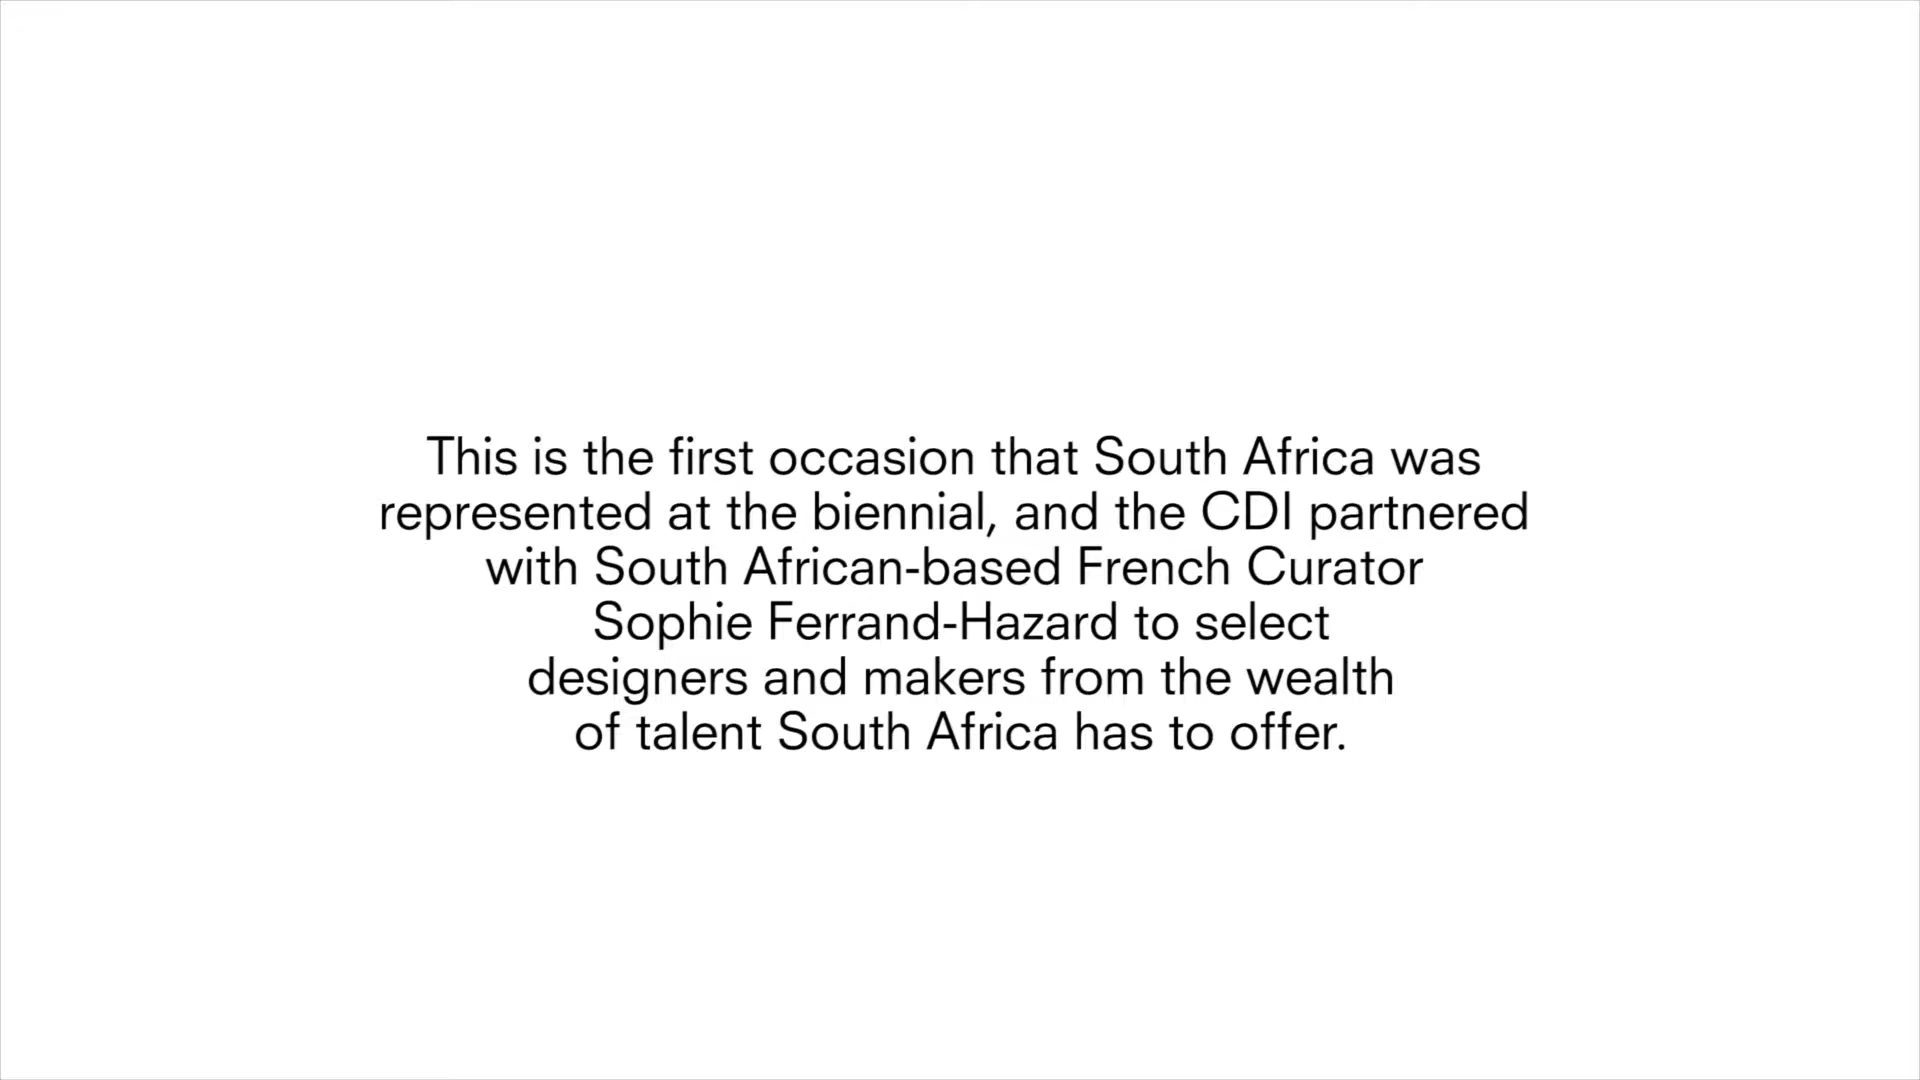 This is the first occasion that South Africa was
represented at the biennial, and the CDI partnered
with South African-based French Curator
Sophie Ferrand-Hazard to select
designers and makers from the wealth
of talent South Africa has to offer.